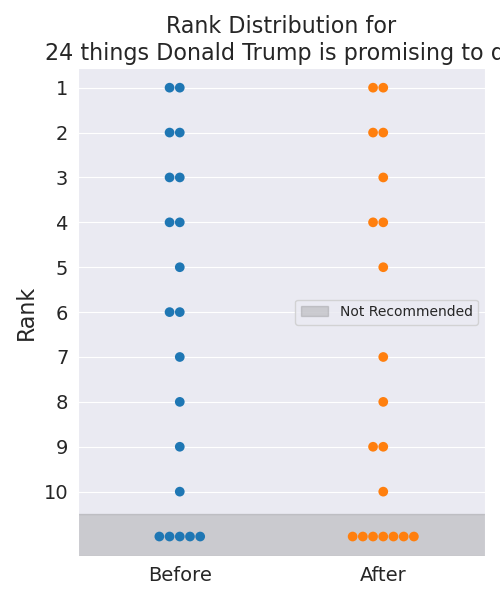 Rank Distribution for
24 things Donald Trump is promising to
1
2
3
4
5
6
7
8
9
10
Rank
Not Recommended
Before
After